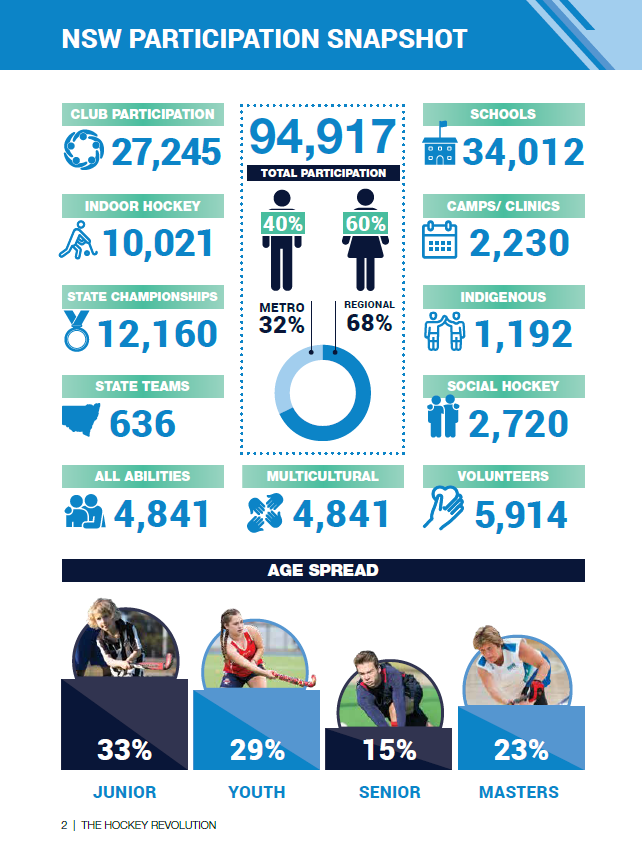 NSW PARTICIPATION SNAPSHOT
CLUB PARTICIPATION
27,245
INDOOR HOCKEY
10,021
STATE CHAMPIONSHIPS
12,160
STATE TEAMS
636
ALL ABILITIES
4,841
94,917
TOTAL PARTICIPATION
40% 60%
METRO REGIONAL
32% 68%
MULTICULTURAL
4,841
SCHOOLS
34,012
CAMPS/ CLINICS
2,230
INDIGENOUS
1,192
SOCIAL HOCKEY
2,720
VOLUNTEERS
5,914
AGE SPREAD
33% 29% 15% 23%
JUNIOR YOUTH SENIOR MASTERS
2 | THE HOCKEY REVOLUTION